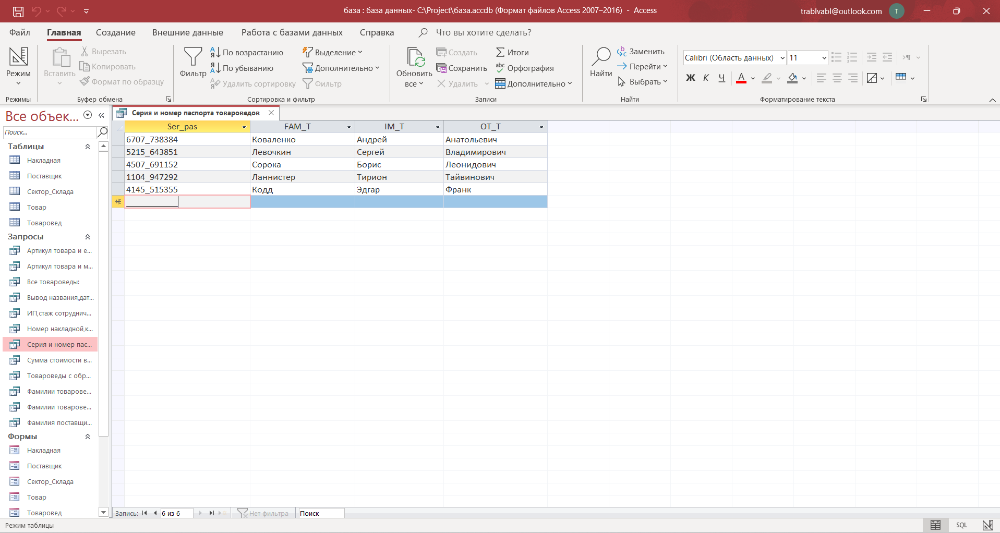 база : база данных- C:\Project\база.accdb (Формат файлов Access 2007–2016) - Access
trablvabl@outlook.com
T
Файл
Главная
Создание
Внешние данные
Работа с базами данных
Справка
Что вы хотите сделать?
Режим
Режимы
Вставить
Вырезать
Копировать
Формат по образцу
Буфер обмена
Фильтр
По возрастанию
По убыванию
Удалить сортировку
Выделение
Дополнительно
Фильтр
Сортировка и фильтр
Обновить
все
Создать
Сохранить
Удалить
Итоги
Орфография
Дополнительно
Записи
Найти
Заменить
Перейти
Выбрать
Найти
Calibri (Область данных)
11
Ж К Ч А
Форматирование текста
Все объек...
Поиск...
Таблицы
Накладная
Поставщик
Сектор_Склада
Товар
Товаровед
Запросы
Артикул товара и е...
Артикул товара и м...
Все товароведы:
Вывод названия,дат...
ИП,стаж сотруднич...
Номер накладной,к...
Серия и номер пас...
Сумма стоимости в...
Товароведы с обр...
Фамилии товарове...
Фамилии товарове...
Фамилия поставщи...
Формы
Накладная
Поставщик
Сектор_Склада
Товар
Товаровед
Серия и номер паспорта товароведов
Ser_pas FAM_T IM_T OT_T
6707_738384 Коваленко Андрей Анатольевич
5215_643851 Левочкин Сергей Владимирович
4507_691152 Сорока Борис Леонидович
1104_947292 Ланнистер Тирион Тайвинович
4145_515355 Кодд Эдгар Франк
___________
Запись: 6 из 6 Нет фильтра Поиск
Режим таблицы
SQL